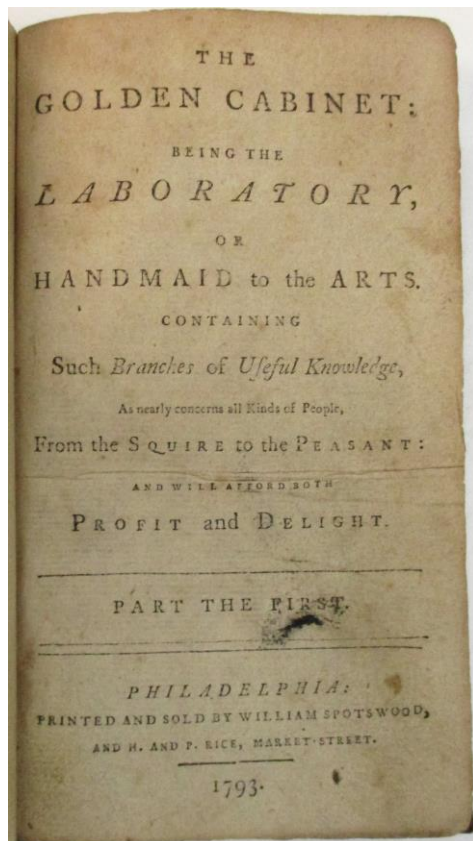 THE
GOLDEN CABINET:
BEING THE
LABORATORY,
OR
HANDMAID to the ARTS.
CONTAINING
Such Branches of Uſeful Knowledge,
As nearly concerns all Kinds of People,
From the SQUIRE to the PEASANT:
AND WILL AFFORD BOTH
PROFIT and DELIGHT.
PART THE FIRST.
PHILADELPHIA:
PRINTED AND SOLD BY WILLIAM SPOTSWOOD,
AND H. AND P. RICE, MARKET-STREET.
1793.